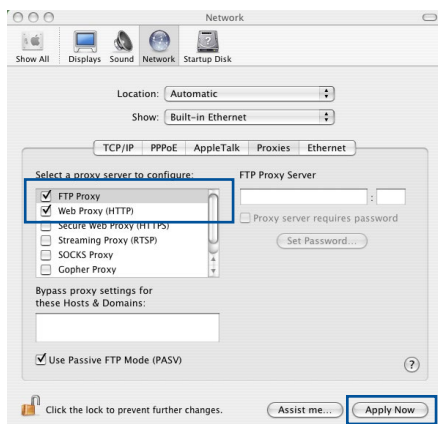 Network
Show All Displays Sound Network Startup Disk
Location: Automatic
Show: Built-in Ethernet
TCP/IP PPPoE AppleTalk Proxies Ethernet
Select a proxy server to configure: FTP Proxy Server
FTP Proxy
Web Proxy (HTTP)
:
Secure Web Proxy (HTTPS)
Proxy server requires password
Streaming Proxy (RTSP)
Set Password...
SOCKS Proxy
Gopher Proxy
Bypass proxy settings for
these Hosts & Domains:
Use Passive FTP Mode (PASV)
?
Click the lock to prevent further changes.
Assist me...
Apply Now